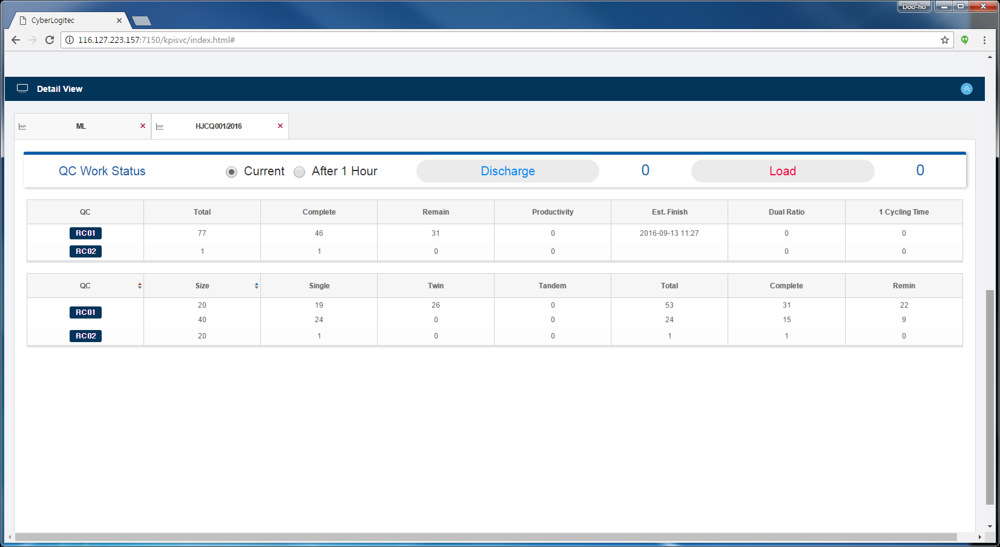 Doo-ho
CyberLogitec
116.127.223.157:7150/kpisvc/index.html#
Detail View
ML HJCQ001/2016
QC Work Status Current After 1 Hour Discharge 0 Load 0
QC Total Complete Remain Productivity Est. Finish Dual Ratio 1 Cycling Time
RC01 77 46 31 0 2016-09-13 11:27 0 0
RC02 1 1 0 0 0 0
QC Size Single Twin Tandem Total Complete Remin
RC01 20 19 26 0 53 31 22
40 24 0 0 24 15 9
RC02 20 1 0 0 1 1 0